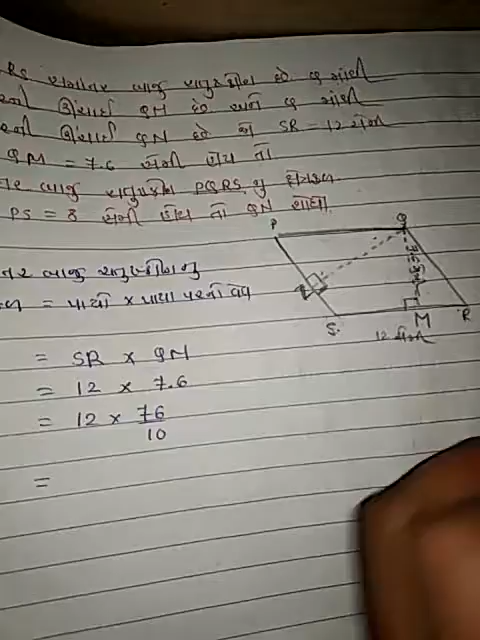 RS સમાંતર બાજુ ચતુષ્કોણ છે Q માંથી
ની ઊંચાઈ QM છે અને Q માંથી
ની ઊંચાઈ QN છે જો SR = 12 સેમી
QM = 7.6 સેમી હોય તો
બાજુ ચતુષ્કોણ PQRS નું ક્ષેત્રફળ
PS = 8 સેમી હોય તો QN શોધો
P
Q
બાજુ ચતુષ્કોણનું
= પાયો × પાયા પરનો વેધ
S
M
R
12 સેમી
= SR × QM
= 12 × 7.6
= 12 × 76
10
=